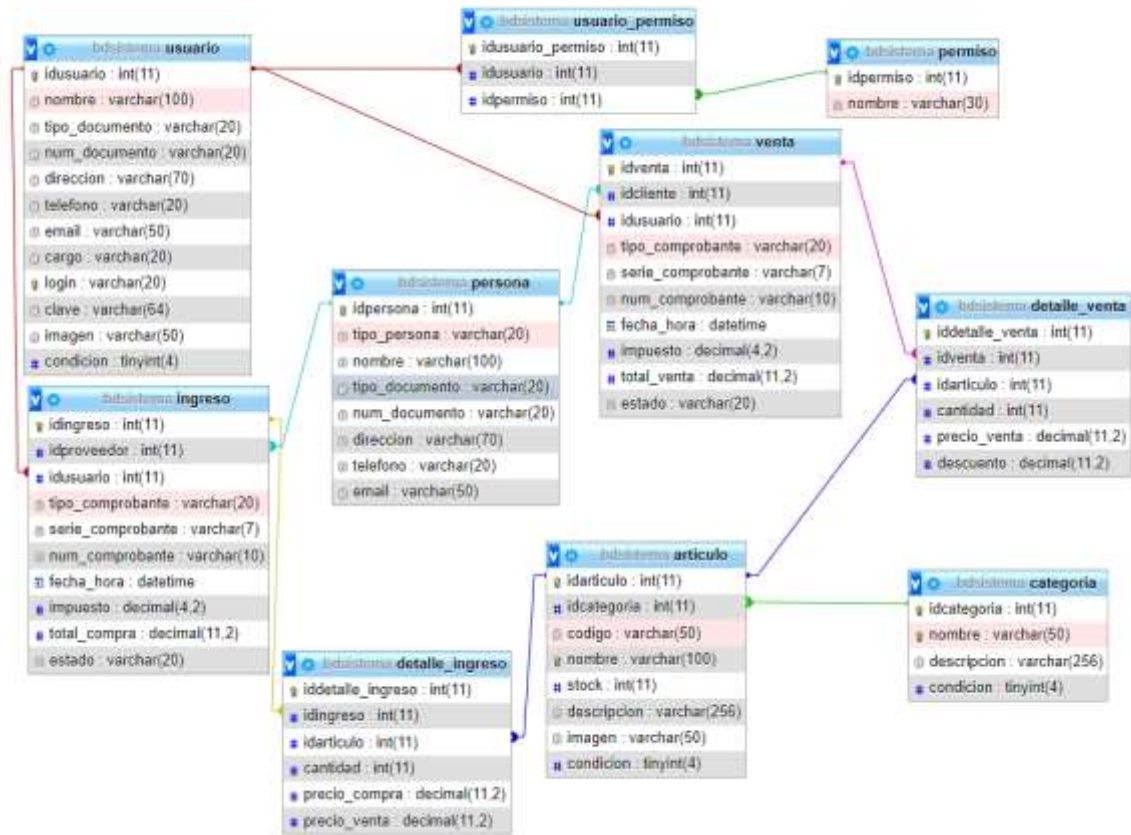 bdsistema usuario
idusuario : int(11)
nombre : varchar(100)
tipo_documento : varchar(20)
num_documento : varchar(20)
direccion : varchar(70)
telefono : varchar(20)
email : varchar(50)
cargo : varchar(20)
login : varchar(20)
clave : varchar(64)
imagen : varchar(50)
condicion : tinyint(4)
bdsistema usuario_permiso
idusuario_permiso : int(11)
idusuario : int(11)
idpermiso : int(11)
bdsistema permiso
idpermiso : int(11)
nombre : varchar(30)
bdsistema venta
idventa : int(11)
idcliente : int(11)
idusuario : int(11)
tipo_comprobante : varchar(20)
serie_comprobante : varchar(7)
num_comprobante : varchar(10)
fecha_hora : datetime
impuesto : decimal(4,2)
total_venta : decimal(11,2)
estado : varchar(20)
bdsistema persona
idpersona : int(11)
tipo_persona : varchar(20)
nombre : varchar(100)
tipo_documento : varchar(20)
num_documento : varchar(20)
direccion : varchar(70)
telefono : varchar(20)
email : varchar(50)
bdsistema detalle_venta
iddetalle_venta : int(11)
idventa : int(11)
idarticulo : int(11)
cantidad : int(11)
precio_venta : decimal(11,2)
descuento : decimal(11,2)
bdsistema ingreso
idingreso : int(11)
idproveedor : int(11)
idusuario : int(11)
tipo_comprobante : varchar(20)
serie_comprobante : varchar(7)
num_comprobante : varchar(10)
fecha_hora : datetime
impuesto : decimal(4,2)
total_compra : decimal(11,2)
estado : varchar(20)
bdsistema articulo
idarticulo : int(11)
idcategoria : int(11)
codigo : varchar(50)
nombre : varchar(100)
stock : int(11)
descripcion : varchar(256)
imagen : varchar(50)
condicion : tinyint(4)
bdsistema categoria
idcategoria : int(11)
nombre : varchar(50)
descripcion : varchar(256)
condicion : tinyint(4)
bdsistema detalle_ingreso
iddetalle_ingreso : int(11)
idingreso : int(11)
idarticulo : int(11)
cantidad : int(11)
precio_compra : decimal(11,2)
precio_venta : decimal(11,2)